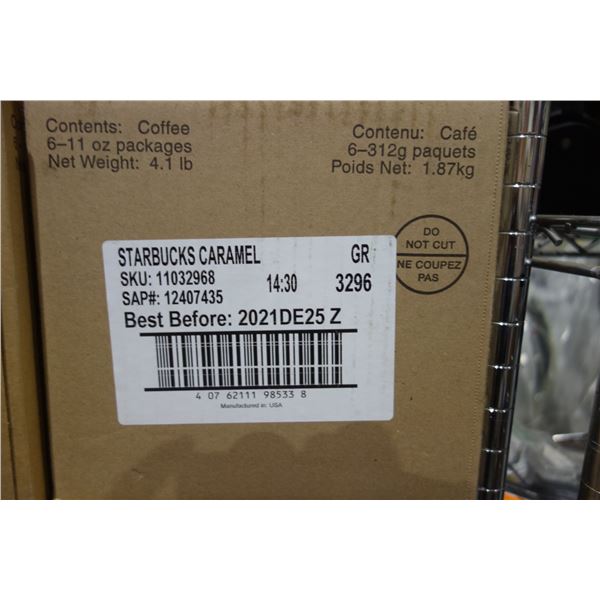 Contents: Coffee
6–11 oz packages
Net Weight: 4.1 lb
Contenu: Café
6–312g paquets
Poids Net: 1.87kg
DO
NOT CUT
NE COUPEZ
PAS
STARBUCKS CARAMEL GR
SKU: 11032968 14:30 3296
SAP#: 12407435
Best Before: 2021DE25 Z
4 07 62111 98533 8
Manufactured in: USA